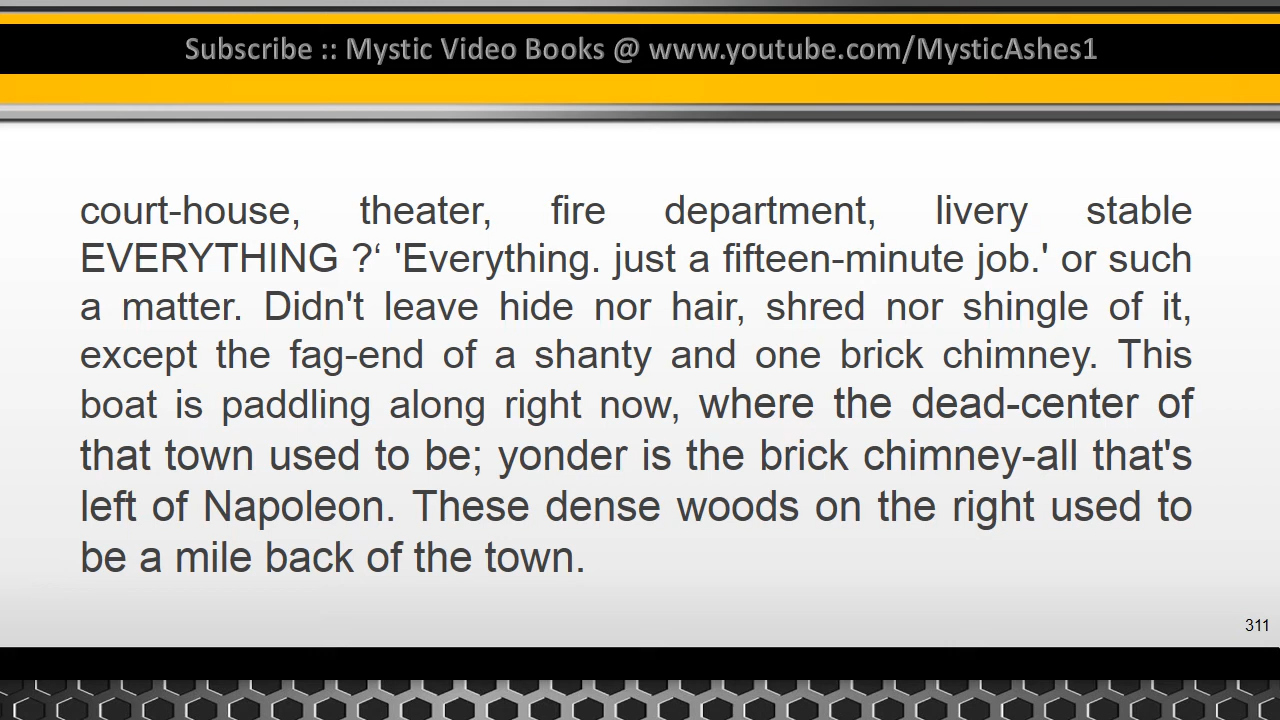 Subscribe :: Mystic Video Books @ www.youtube.com/MysticAshes1
court-house, theater, fire department, livery stable
EVERYTHING ?‘ 'Everything. just a fifteen-minute job.' or such
a matter. Didn't leave hide nor hair, shred nor shingle of it,
except the fag-end of a shanty and one brick chimney. This
boat is paddling along right now, where the dead-center of
that town used to be; yonder is the brick chimney-all that's
left of Napoleon. These dense woods on the right used to
be a mile back of the town.
311